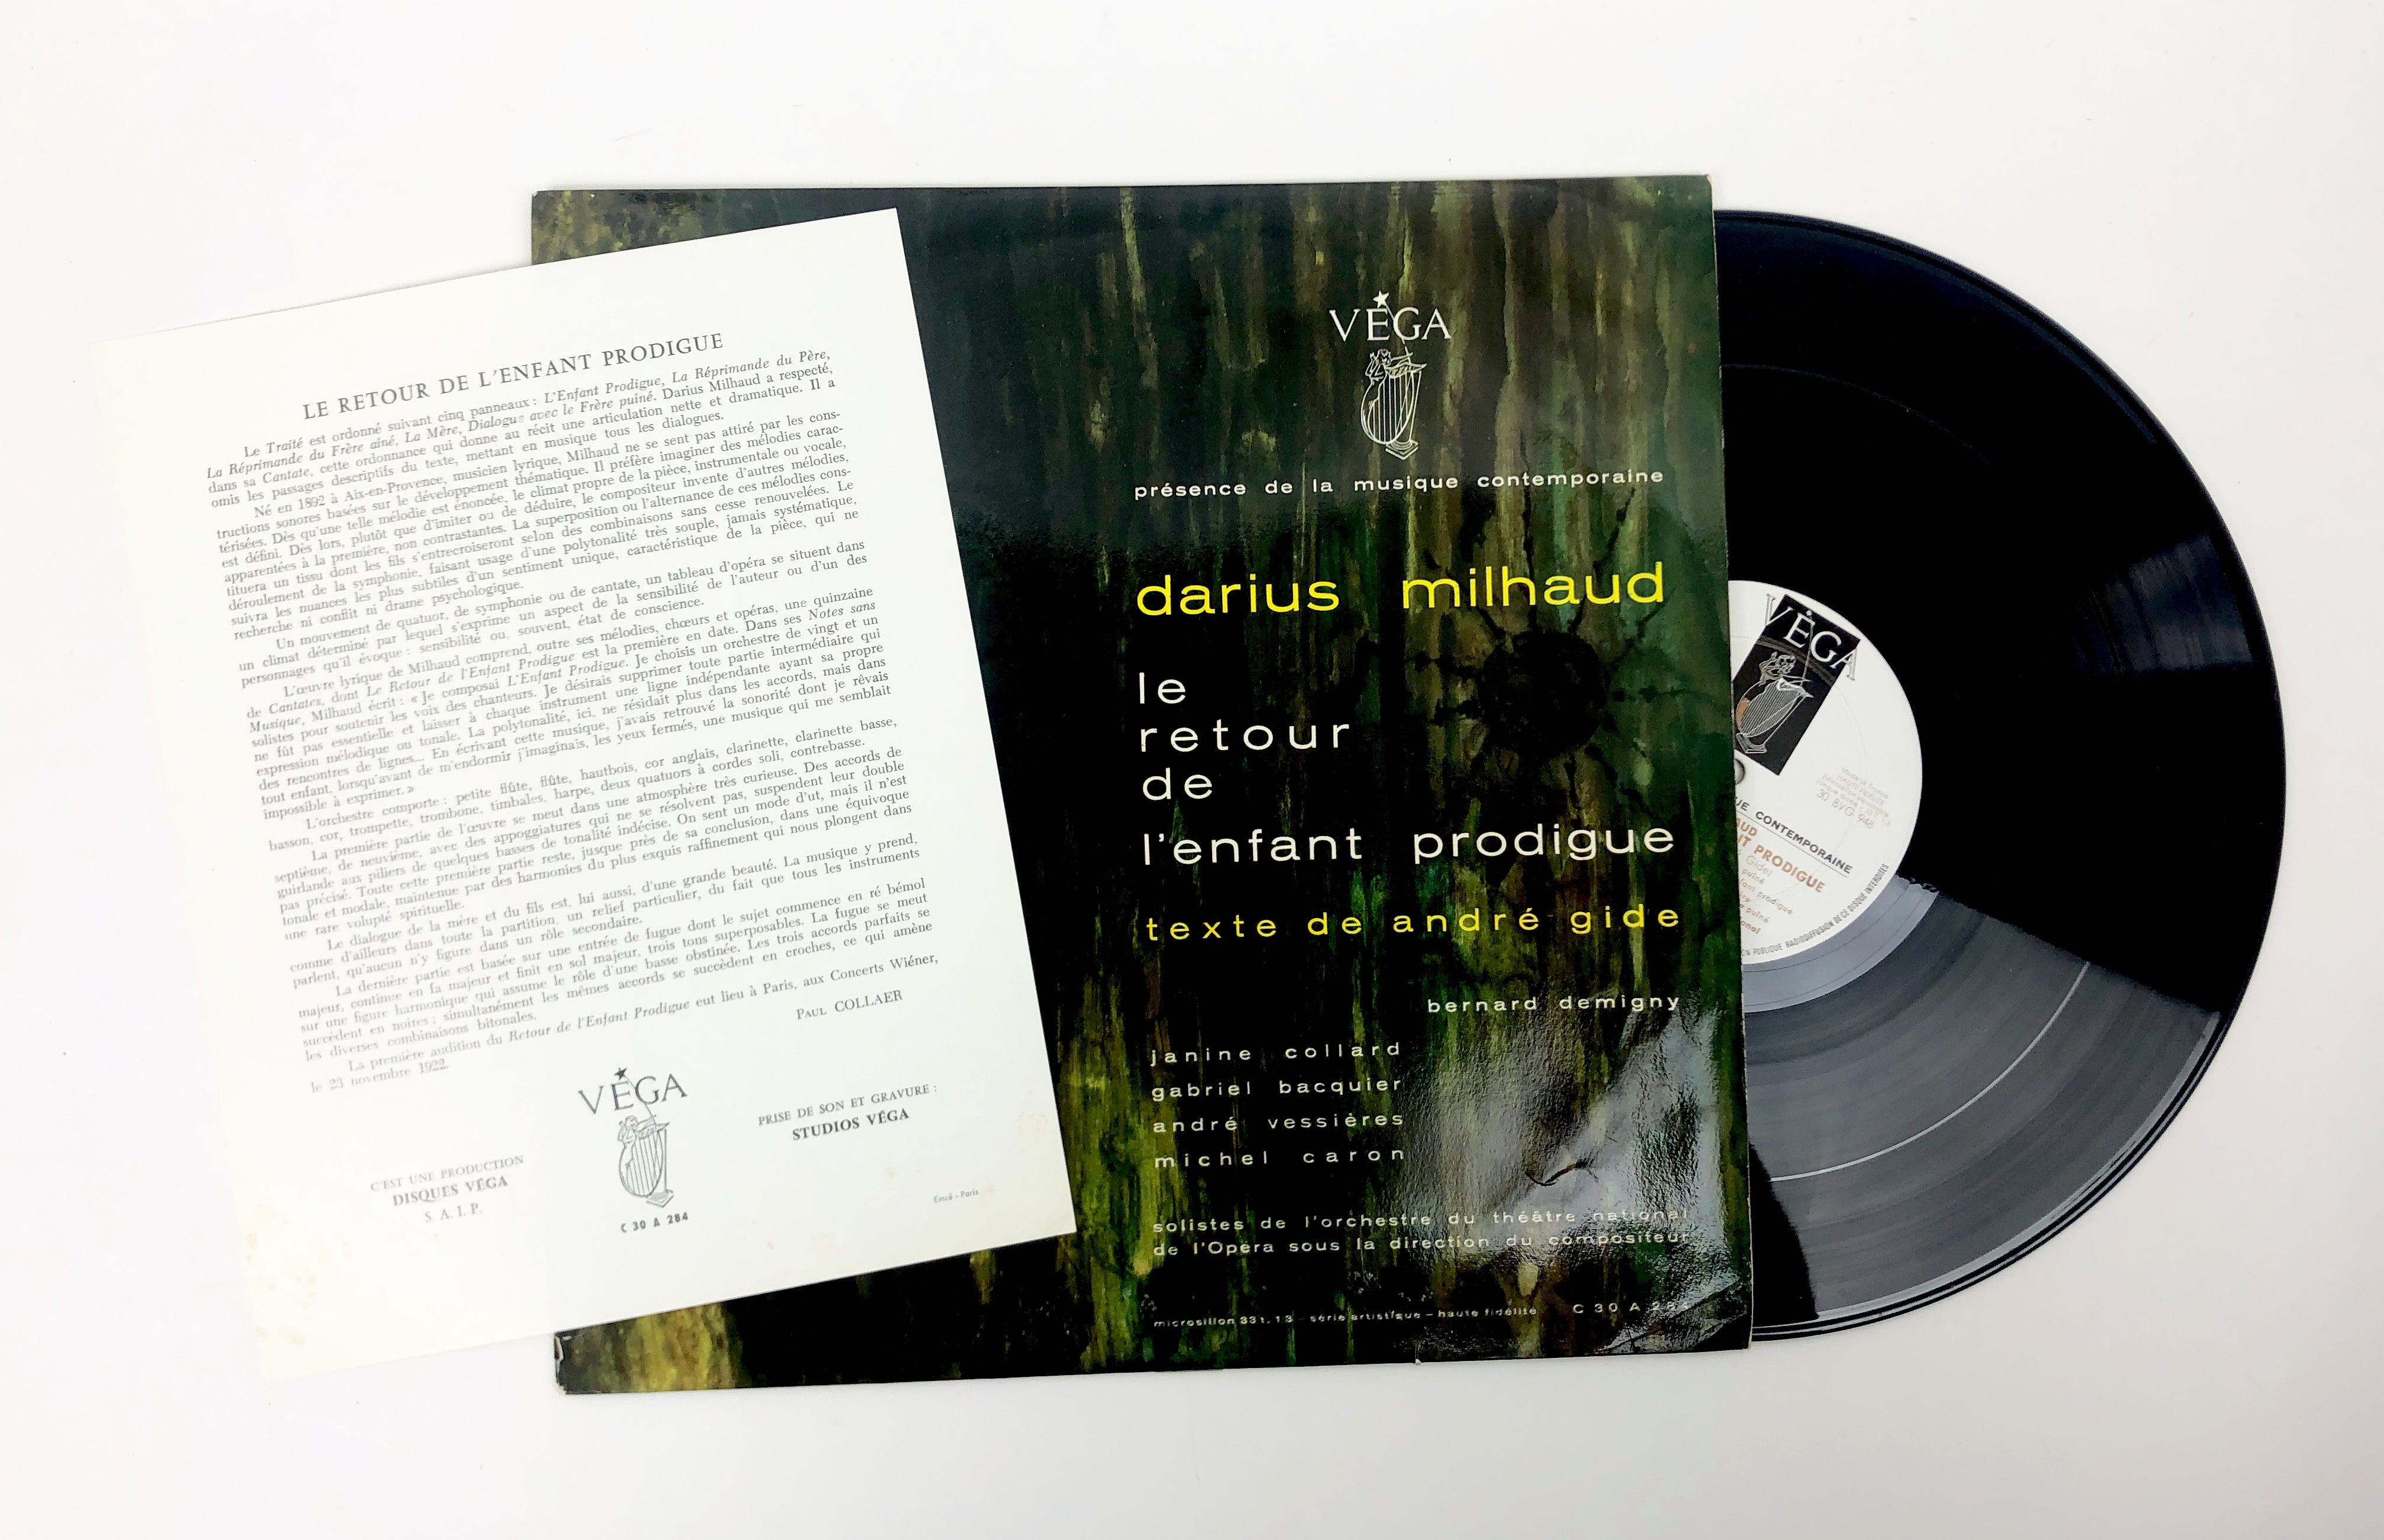 LE RETOUR DE L'ENFANT PRODIGUE
Le Traité est ordonné suivant cinq panneaux : L'Enfant Prodigue, La Réprimande du Père,
La Réprimande du Frère aîné, La Mère, Dialogue avec le Frère puîné. Darius Milhaud a respecté,
dans sa Cantate, cette ordonnance qui donne au récit une articulation nette et dramatique. Il a
omis les passages descriptifs du texte, mettant en musique tous les dialogues.
Né en 1892 à Aix-en-Provence, musicien lyrique, Milhaud ne se sent pas attiré par les cons-
tructions sonores basées sur le développement thématique. Il préfère imaginer des mélodies carac-
térisées. Dès qu'une telle mélodie est énoncée, le climat propre de la pièce, instrumentale ou vocale,
est défini. Dès lors, plutôt que d'imiter ou de déduire, le compositeur invente d'autres mélodies,
apparentées à la première, non contrastantes. La superposition ou l'alternance de ces mélodies cons-
tituera un tissu dont les fils s'entrecroiseront selon des combinaisons sans cesse renouvelées. Le
déroulement de la symphonie, faisant usage d'une polytonalité très souple, jamais systématique,
suivra les nuances les plus subtiles d'un sentiment unique, caractéristique de la pièce, qui ne
recherche ni conflit ni drame psychologique.
Un mouvement de quatuor, de symphonie ou de cantate, un tableau d'opéra se situent dans
un climat déterminé par lequel s'exprime un aspect de la sensibilité de l'auteur ou d'un des
personnages qu'il évoque : sensibilité ou, souvent, état de conscience.
L'œuvre lyrique de Milhaud comprend, outre ses mélodies, chœurs et opéras, une quinzaine
de Cantates, dont Le Retour de l'Enfant Prodigue est la première en date. Dans ses Notes sans
Musique, Milhaud écrit : « Je composai L'Enfant Prodigue. Je choisis un orchestre de vingt et un
solistes pour soutenir les voix des chanteurs. Je désirais supprimer toute partie intermédiaire qui
ne fût pas essentielle et laisser à chaque instrument une ligne indépendante ayant sa propre
expression mélodique ou tonale. La polytonalité, ici, ne résidait plus dans les accords, mais dans
des rencontres de lignes... En écrivant cette musique, j'avais retrouvé la sonorité dont je rêvais
tout enfant, lorsqu'avant de m'endormir j'imaginais, les yeux fermés, une musique qui me semblait
impossible à exprimer. »
L'orchestre comporte : petite flûte, flûte, hautbois, cor anglais, clarinette, clarinette basse,
basson, cor, trompette, trombone, timbales, harpe, deux quatuors à cordes soli, contrebasse.
La première partie de l'œuvre se meut dans une atmosphère très curieuse. Des accords de
septième, de neuvième, avec des appoggiatures qui ne se résolvent pas, suspendent leur double
guirlande aux piliers de quelques basses de tonalité indécise. On sent un mode d'ut, mais il n'est
pas précisé. Toute cette première partie reste, jusque près de sa conclusion, dans une équivoque
tonale et modale, maintenue par des harmonies du plus exquis raffinement qui nous plongent dans
une rare volupté spirituelle.
Le dialogue de la mère et du fils est, lui aussi, d'une grande beauté. La musique y prend,
comme d'ailleurs dans toute la partition, un relief particulier, du fait que tous les instruments
parlent, qu'aucun n'y figure dans un rôle secondaire.
La dernière partie est basée sur une entrée de fugue dont le sujet commence en ré bémol
majeur, continue en fa majeur et finit en sol majeur, trois tons superposables. La fugue se meut
sur une figure harmonique qui assume le rôle d'une basse obstinée. Les trois accords parfaits se
succèdent en noires ; simultanément les mêmes accords se succèdent en croches, ce qui amène
les diverses combinaisons bitonales.
La première audition du Retour de l'Enfant Prodigue eut lieu à Paris, aux Concerts Wiéner,
le 23 novembre 1922.
PAUL COLLAER
C'EST UNE PRODUCTION
DISQUES VÉGA
S. A. I. P.
VÉGA
C 30 A 284
PRISE DE SON ET GRAVURE :
STUDIOS VÉGA
Emcé - Paris
VÉGA
présence de la musique contemporaine
darius milhaud
le
retour
de
l'enfant prodigue
texte de andré gide
bernard demigny
janine collard
gabriel bacquier
andré vessières
michel caron
solistes de l'orchestre du théâtre national
de l'Opéra sous la direction du compositeur
microsillon 33 t. 1/3 - série artistique - haute fidélité C 30 A 284
VÉGA
30 BVG 948
UE CONTEMPORAINE
AUD
NT PRODIGUE
Gide)
puîné
fant prodigue
puîné
onal
PUBLIQUE RADIODIFFUSION DE CE DISQUE INTERDITES